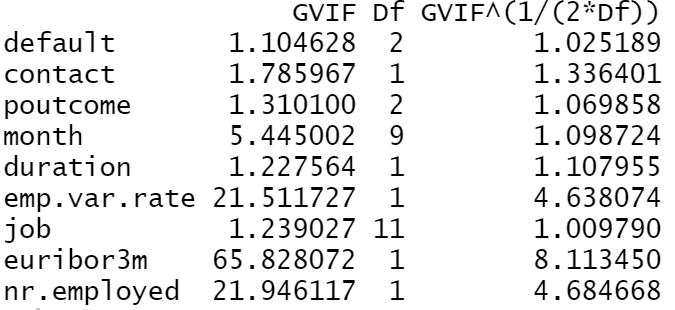 GVIF Df GVIF^(1/(2*Df))
default 1.104628 2 1.025189
contact 1.785967 1 1.336401
poutcome 1.310100 2 1.069858
month 5.445002 9 1.098724
duration 1.227564 1 1.107955
emp.var.rate 21.511727 1 4.638074
job 1.239027 11 1.009790
euribor3m 65.828072 1 8.113450
nr.employed 21.946117 1 4.684668